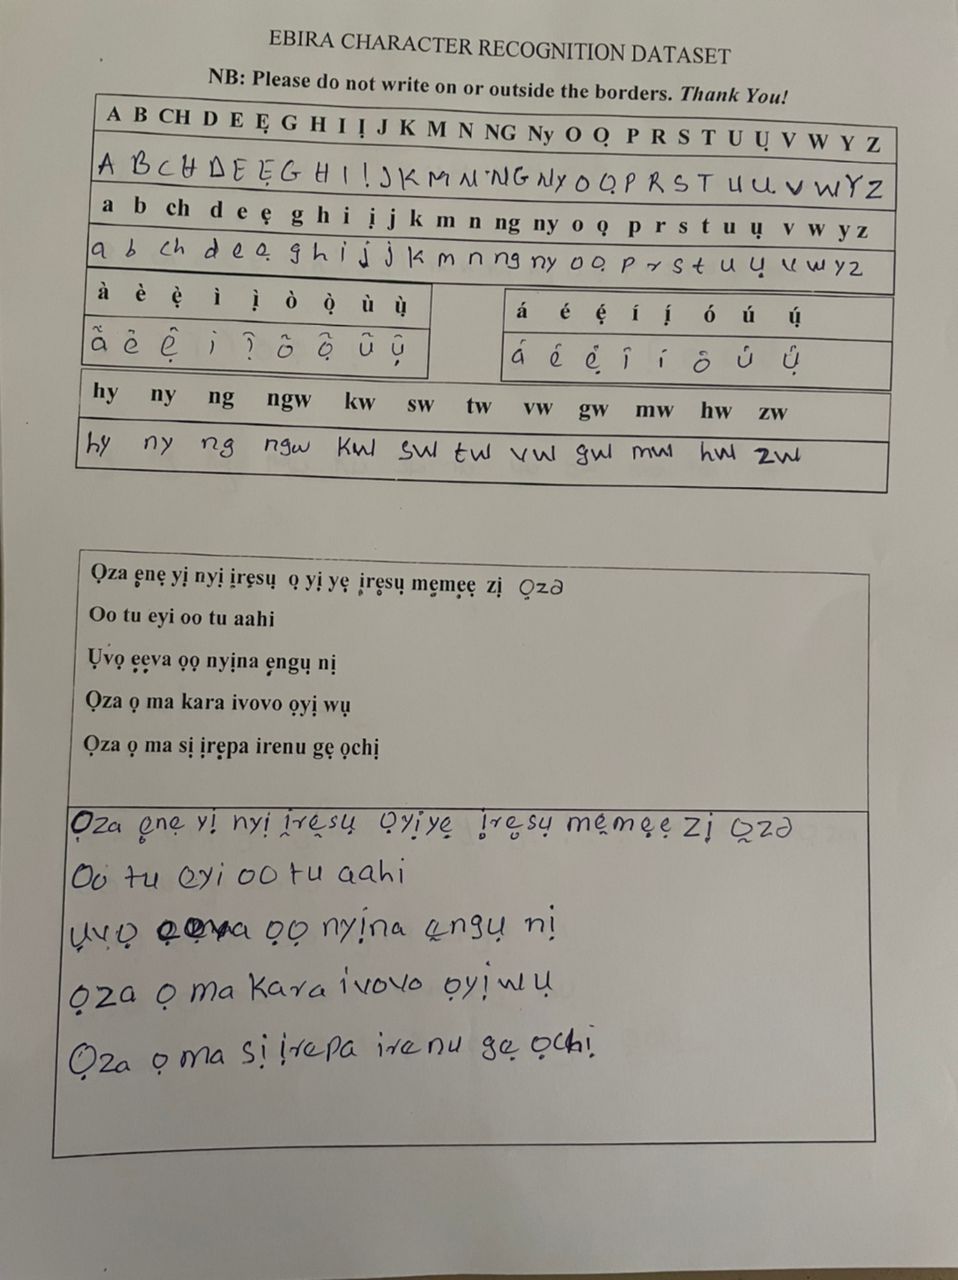 EBIRA CHARACTER RECOGNITION DATASET
NB: Please do not write on or outside the borders. Thank You!
A B CH D E Ẹ G H I Ị J K M N NG Ny O Ọ P R S T U Ụ V W Y Z
A B CH D E Ẹ G H I Ị J K M N NG Ny O Ọ P R S T U Ụ V W Y Z
a b ch d e ẹ g h i ị j k m n ng ny o ọ p r s t u ụ v w y z
a b ch d e ẹ g h i ị j k m n ng ny o ọ p r s t u ụ v w y z
à è ẹ̀ ì ị̀ ò ọ̀ ù ụ̀
ã ẽ ẹ̃ ì ị̂ õ ộ û ụ̂
á é ẹ́ í ị́ ó ú ụ́
á é ẹ́ î í ô ú ụ́
hy ny ng ngw kw sw tw vw gw mw hw zw
hy ny ng ngw kw sw tw vw gw mw hw zw
Ọza ẹnẹ yị nyị ịrẹsụ ọ yị yẹ ịrẹsụ mẹmẹẹ zị Ọzə
Oo tu eyi oo tu aahi
Ụvọ ẹẹva ọọ nyịna ẹngụ nị
Ọza ọ ma kara ivovo ọyị wụ
Ọza ọ ma sị ịrẹpa irenu gẹ ọchị
Ọza ẹnẹ yị nyị ịrẹsụ ọyịyẹ ịrẹsụ mẹmẹẹ zị Ọzə
Oo tu eyi oo tu aahi
Ụvọ ẹẹva ọọ nyịna ẹngụ nị
Ọza ọ ma kara ivovo ọyị wụ
Ọza ọ ma sị ịrepa irenu gẹ ọchị